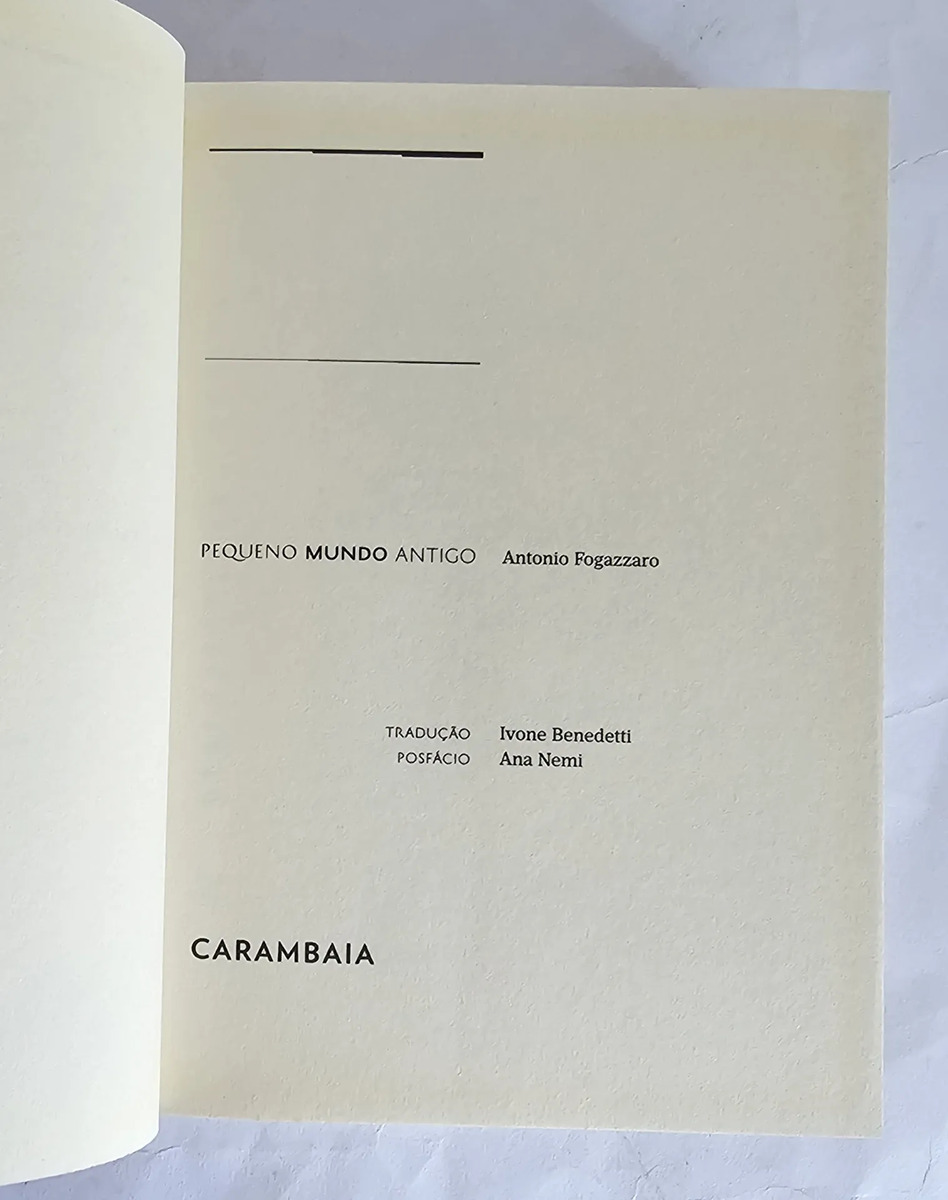 PEQUENO MUNDO ANTIGO Antonio Fogazzaro
TRADUÇÃO Ivone Benedetti
POSFÁCIO Ana Nemi
CARAMBAIA